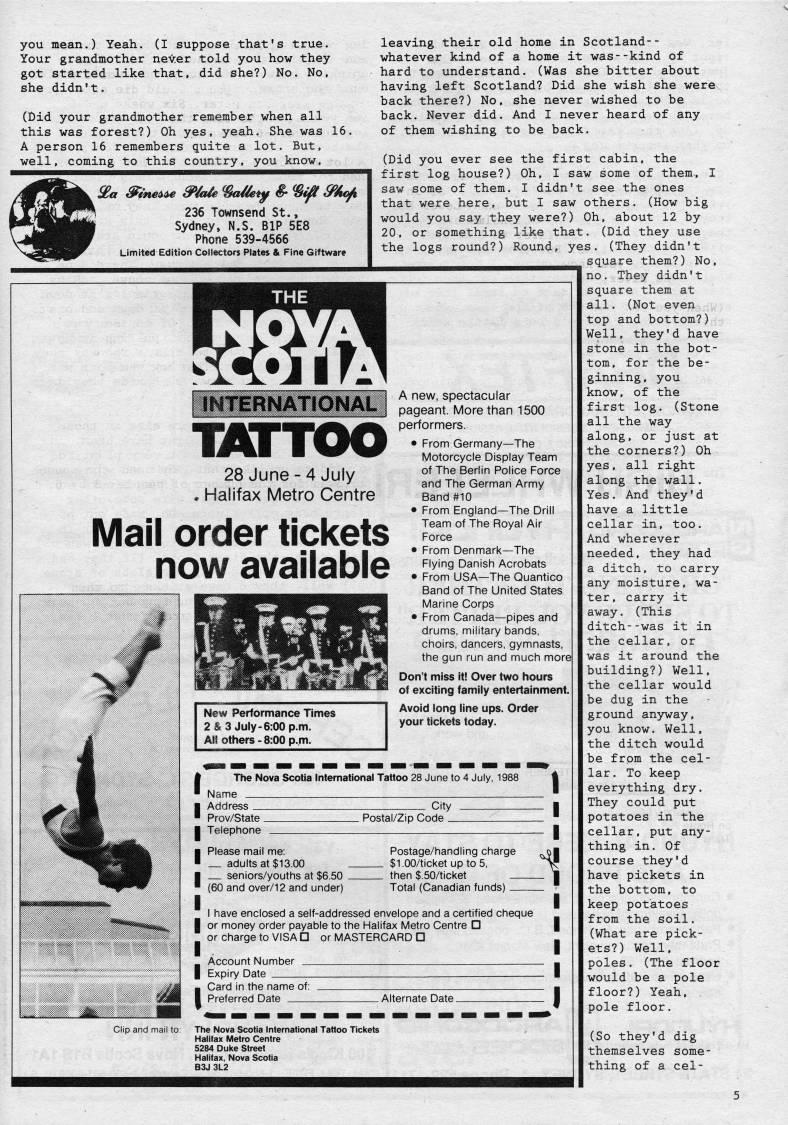 you mean.) Yeah. (I suppose that's true.
Your grandmother never told you how they
got started like that, did she?) No. No,
she didn't.
(Did your grandmother remember when all
this was forest?) Oh yes, yeah. She was 16.
A person 16 remembers quite a lot. But,
well, coming to this country, you know,
leaving their old home in Scotland--
whatever kind of a home it was--kind of
hard to understand. (Was she bitter about
having left Scotland? Did she wish she were
back there?) No, she never wished to be
back. Never did. And I never heard of any
of them wishing to be back.
(Did you ever see the first cabin, the
first log house?) Oh, I saw some of them, I
saw some of them. I didn't see the ones
that were here, but I saw others. (How big
would you say they were?) Oh, about 12 by
20, or something like that. (Did they use
the logs round?) Round, yes. (They didn't
square them?) No,
no. They didn't
square them at
all. (Not even
top and bottom?)
Well, they'd have
stone in the bot-
tom, for the be-
ginning, you
know, of the
first log. (Stone
all the way
along, or just at
the corners?) Oh
yes, all right
along the wall.
Yes. And they'd
have a little
cellar in, too.
And wherever
needed, they had
a ditch, to carry
any moisture, wa-
ter, carry it
away. (This
ditch--was it in
the cellar, or
was it around the
building?) Well,
the cellar would
be dug in the
ground anyway,
you know. Well,
the ditch would
be from the cel-
lar. To keep
everything dry.
They could put
potatoes in the
cellar, put any-
thing in. Of
course they'd
have pickets in
the bottom, to
keep potatoes
from the soil.
(What are pick-
ets?) Well,
poles. (The floor
would be a pole
floor?) Yeah,
pole floor.
(So they'd dig
themselves some-
thing of a cel-
La Finesse Plate Gallery & Gift Shop
236 Townsend St.,
Sydney, N.S. B1P 5E8
Phone 539-4566
Limited Edition Collectors Plates & Fine Giftware
THE
NOVA
SCOTIA
INTERNATIONAL
TATTOO
28 June - 4 July
Halifax Metro Centre
Mail order tickets
now available
A new, spectacular
pageant. More than 1500
performers.
• From Germany—The
Motorcycle Display Team
of The Berlin Police Force
and The German Army
Band #10
• From England—The Drill
Team of The Royal Air
Force
• From Denmark—The
Flying Danish Acrobats
• From USA—The Quantico
Band of The United States
Marine Corps
• From Canada—pipes and
drums, military bands,
choirs, dancers, gymnasts,
the gun run and much more
Don't miss it! Over two hours
of exciting family entertainment.
Avoid long line ups. Order
your tickets today.
New Performance Times
2 & 3 July - 6:00 p.m.
All others - 8:00 p.m.
The Nova Scotia International Tattoo 28 June to 4 July, 1988
Name
Address City
Prov/State Postal/Zip Code
Telephone
Please mail me:
adults at $13.00
seniors/youths at $6.50
(60 and over/12 and under)
Postage/handling charge
$1.00/ticket up to 5,
then $.50/ticket
Total (Canadian funds)
I have enclosed a self-addressed envelope and a certified cheque
or money order payable to the Halifax Metro Centre
or charge to VISA or MASTERCARD
Account Number
Expiry Date
Card in the name of:
Preferred Date Alternate Date
Clip and mail to:
The Nova Scotia International Tattoo Tickets
Halifax Metro Centre
5284 Duke Street
Halifax, Nova Scotia
B3J 3L2
5